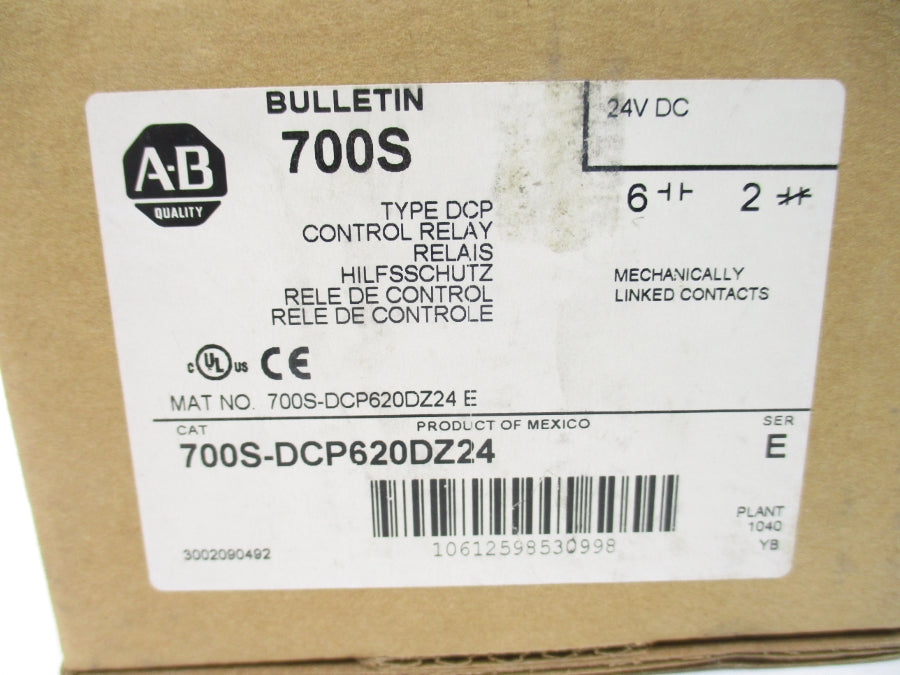 BULLETIN
700S
24V DC
A-B
QUALITY
6 2
TYPE DCP
CONTROL RELAY
RELAIS
HILFSSCHUTZ
RELE DE CONTROL
RELE DE CONTROLE
MECHANICALLY
LINKED CONTACTS
C UL US CE
MAT NO. 700S-DCP620DZ24 E
PRODUCT OF MEXICO
CAT
700S-DCP620DZ24
SER
E
PLANT
1040
YB
3002090492
10612598530998